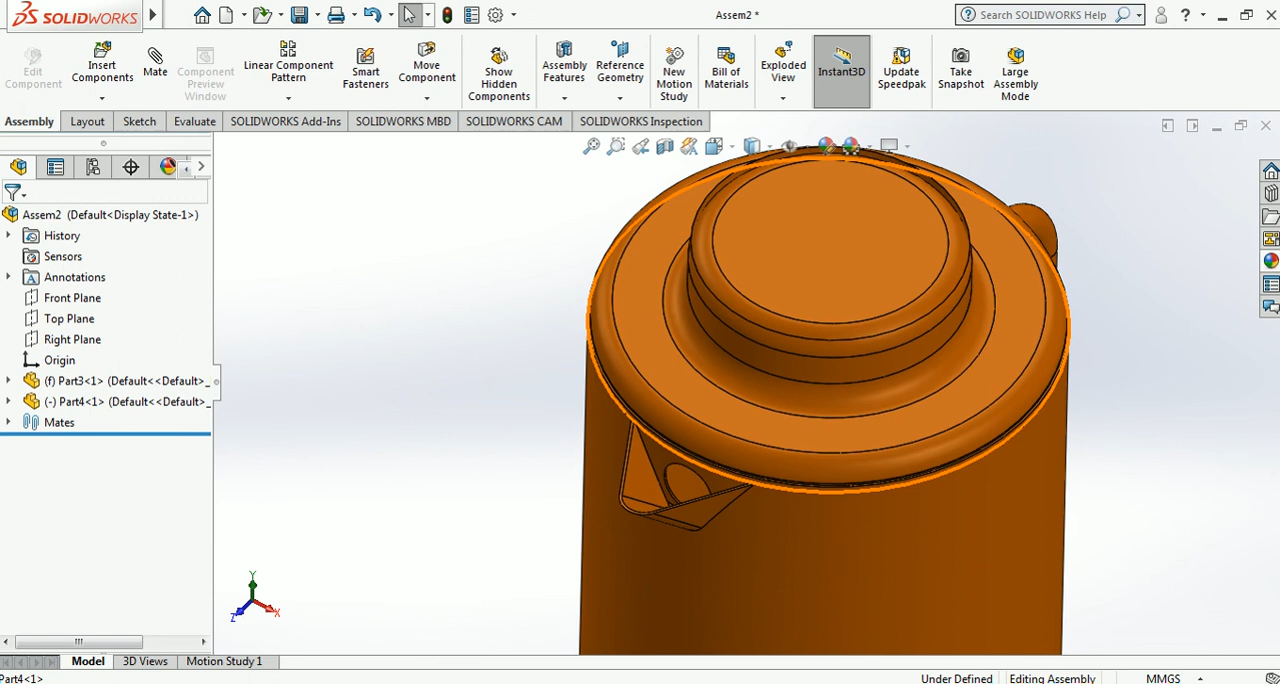 SOLIDWORKS
Assem2 *
Search SOLIDWORKS Help
?
Edit Component
Insert Components
Mate
Component Preview Window
Linear Component Pattern
Smart Fasteners
Move Component
Show Hidden Components
Assembly Features
Reference Geometry
New Motion Study
Bill of Materials
Exploded View
Instant3D
Update Speedpak
Take Snapshot
Large Assembly Mode
Assembly
Layout
Sketch
Evaluate
SOLIDWORKS Add-Ins
SOLIDWORKS MBD
SOLIDWORKS CAM
SOLIDWORKS Inspection
Assem2 (Default<Display State-1>)
History
Sensors
Annotations
Front Plane
Top Plane
Right Plane
Origin
(f) Part3<1> (Default<<Default>_
(-) Part4<1> (Default<<Default>_
Mates
Y
Z
X
Model
3D Views
Motion Study 1
Part4<1>
Under Defined
Editing Assembly
MMGS